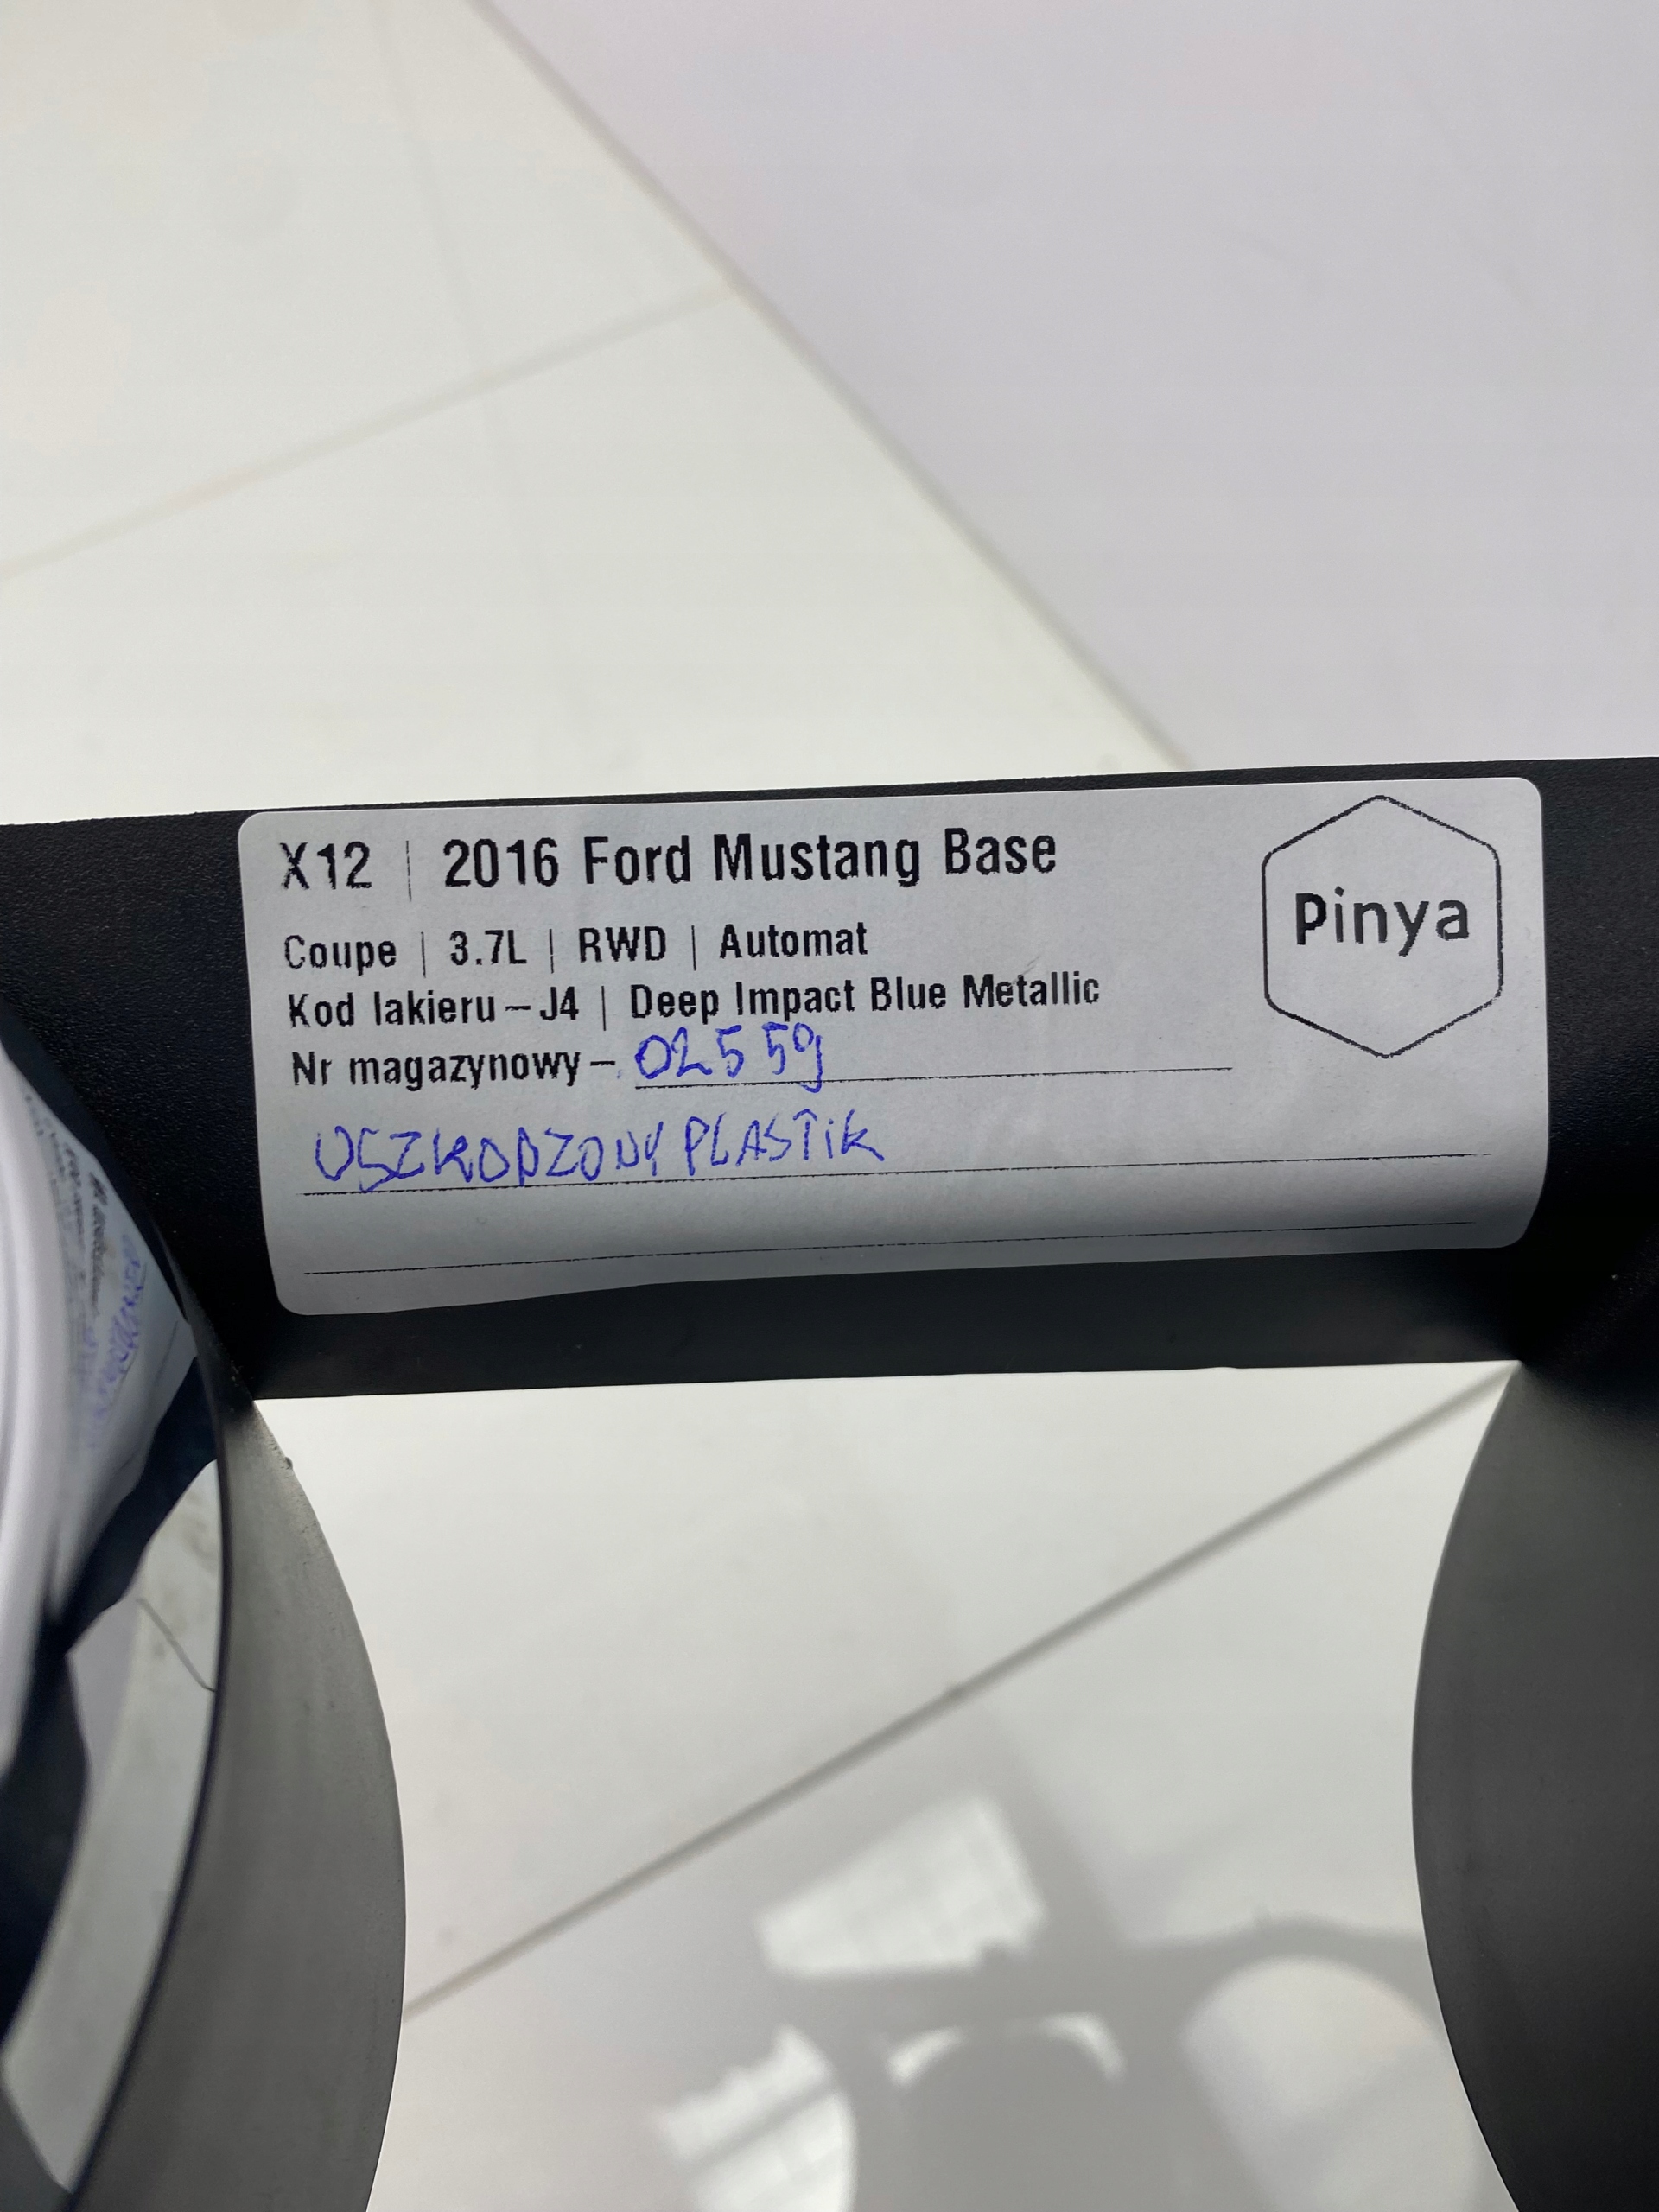 X12 | 2016 Ford Mustang Base
Pinya
Coupe | 3.7L | RWD | Automat
Kod lakieru – J4 | Deep Impact Blue Metallic
Nr magazynowy – 02559
USZKODZONY PLASTiK